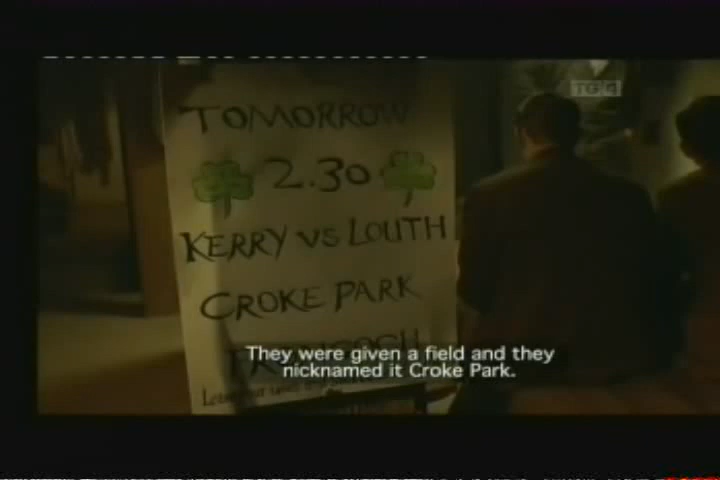 TG4
TOMORROW
2.30
KERRY VS LOUTH
CROKE PARK
FRONGOCH
They were given a field and they
nicknamed it Croke Park.